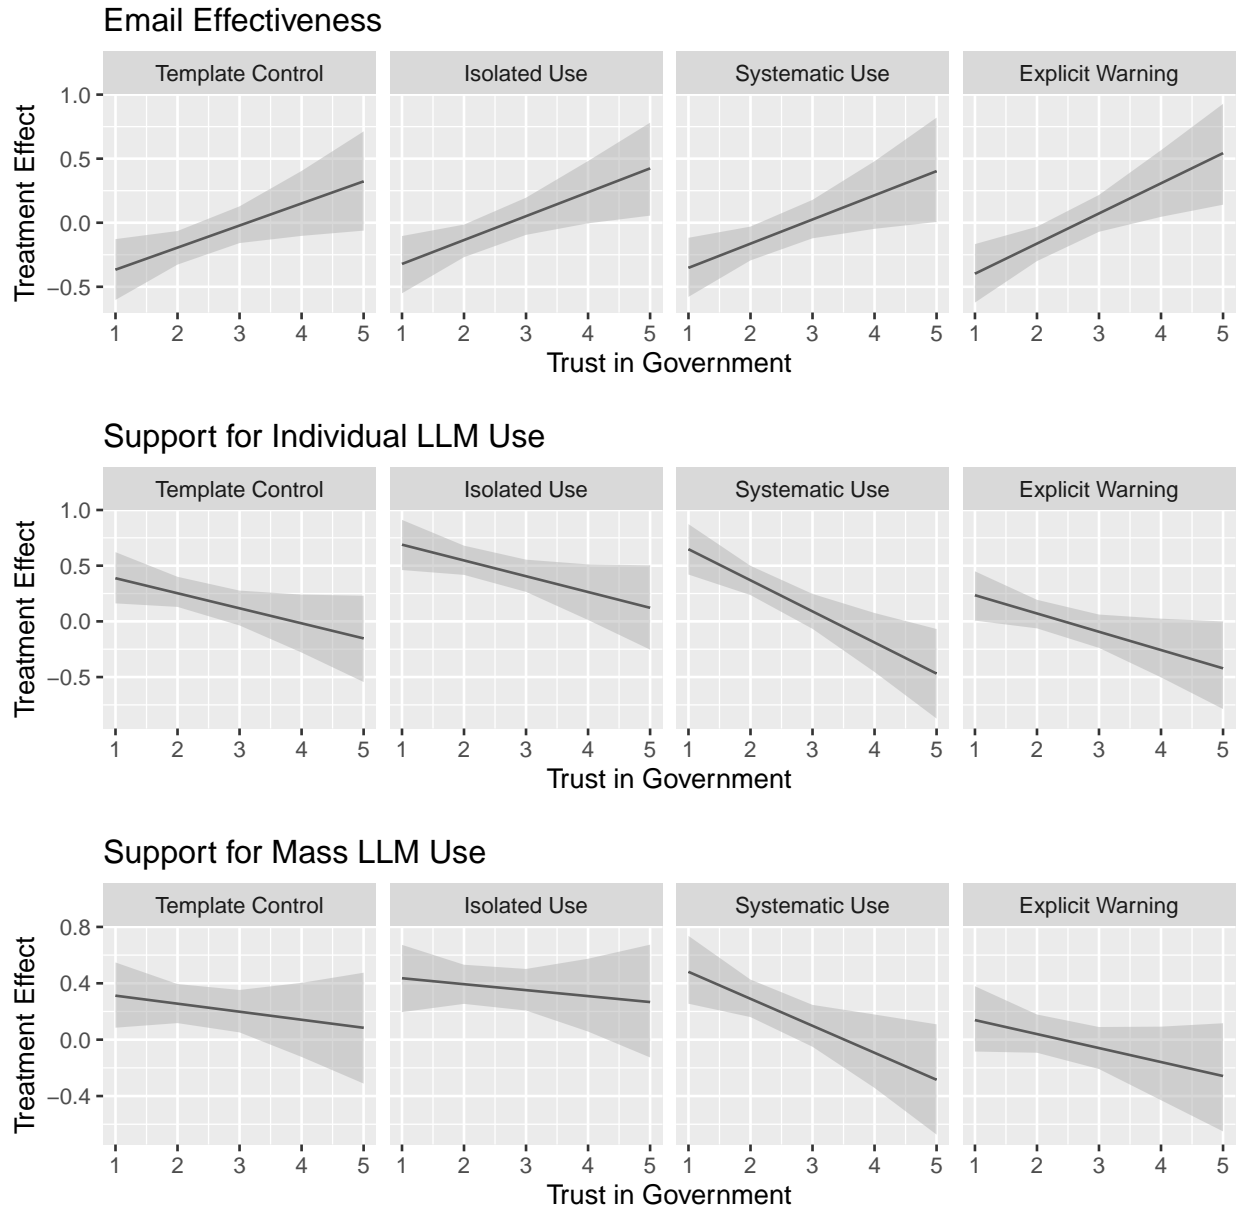 Email Effectiveness
Template Control Isolated Use Systematic Use Explicit Warning
Treatment Effect
1.0
0.5
0.0
−0.5
1 2 3 4 5 1 2 3 4 5 1 2 3 4 5 1 2 3 4 5
Trust in Government
Support for Individual LLM Use
Template Control Isolated Use Systematic Use Explicit Warning
Treatment Effect
1.0
0.5
0.0
−0.5
1 2 3 4 5 1 2 3 4 5 1 2 3 4 5 1 2 3 4 5
Trust in Government
Support for Mass LLM Use
Template Control Isolated Use Systematic Use Explicit Warning
Treatment Effect
0.8
0.4
0.0
−0.4
1 2 3 4 5 1 2 3 4 5 1 2 3 4 5 1 2 3 4 5
Trust in Government